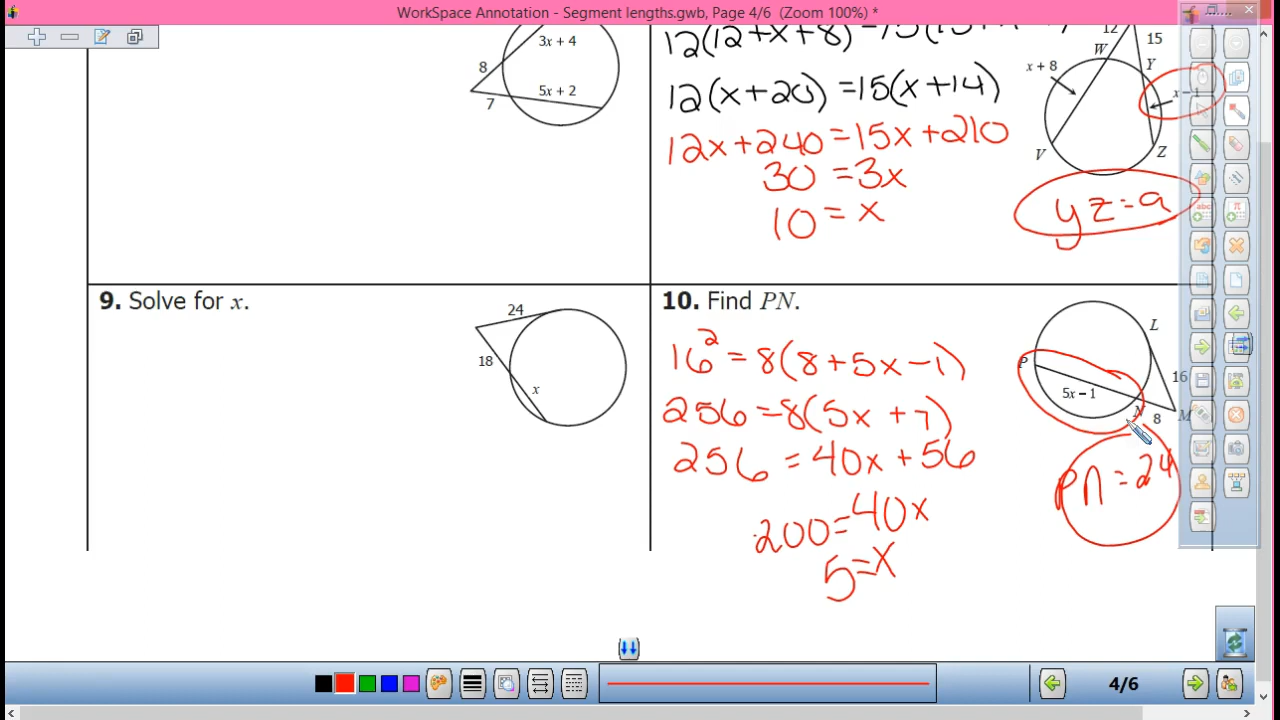 WorkSpace Annotation - Segment lengths.gwb, Page 4/6 (Zoom 100%) *
3x + 4
8
5x + 2
7
12(x+20) =15(x+14)
12x+240=15x+210
30 =3x
10 = x
12
15
W
Y
x + 8
x - 1
V
Z
yz=9
9. Solve for x.
24
18
x
10. Find PN.
16² = 8(8+5x-1)
256=8(5x+7)
256 = 40x+56
200=40x
5=x
L
P
16
5x - 1
N
8
M
PN=24
4/6